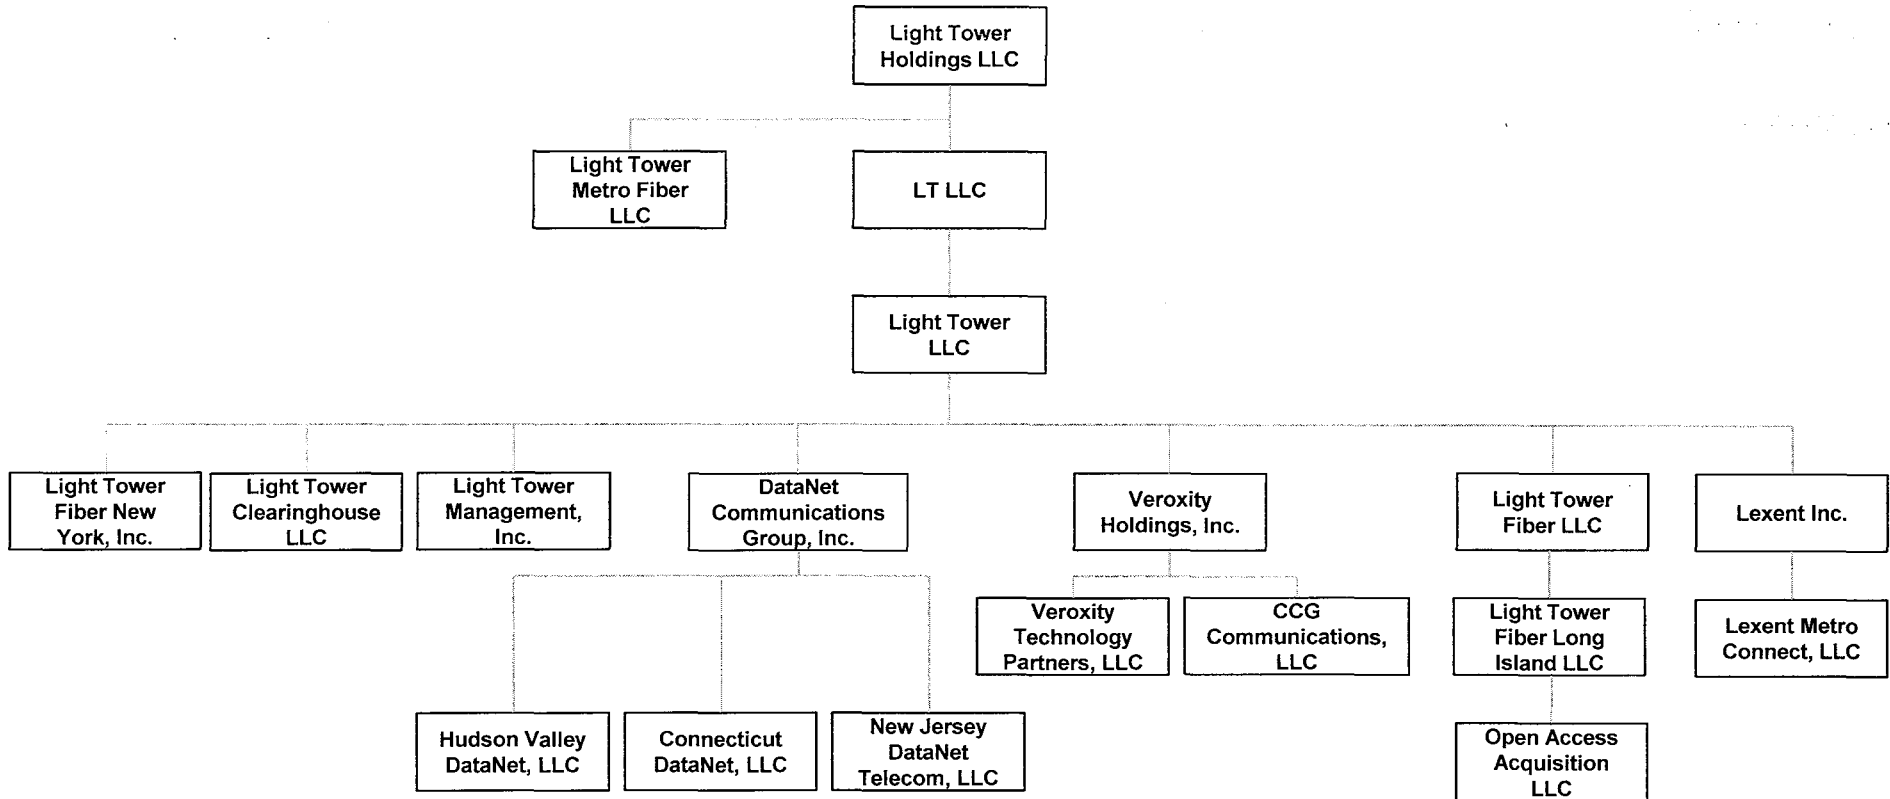 Light Tower
Holdings LLC
Light Tower
Metro Fiber
LLC
LT LLC
Light Tower
LLC
Light Tower
Fiber New
York, Inc.
Light Tower
Clearinghouse
LLC
Light Tower
Management,
Inc.
DataNet
Communications
Group, Inc.
Veroxity
Holdings, Inc.
Light Tower
Fiber LLC
Lexent Inc.
Veroxity
Technology
Partners, LLC
CCG
Communications,
LLC
Light Tower
Fiber Long
Island LLC
Lexent Metro
Connect, LLC
Hudson Valley
DataNet, LLC
Connecticut
DataNet, LLC
New Jersey
DataNet
Telecom, LLC
Open Access
Acquisition
LLC